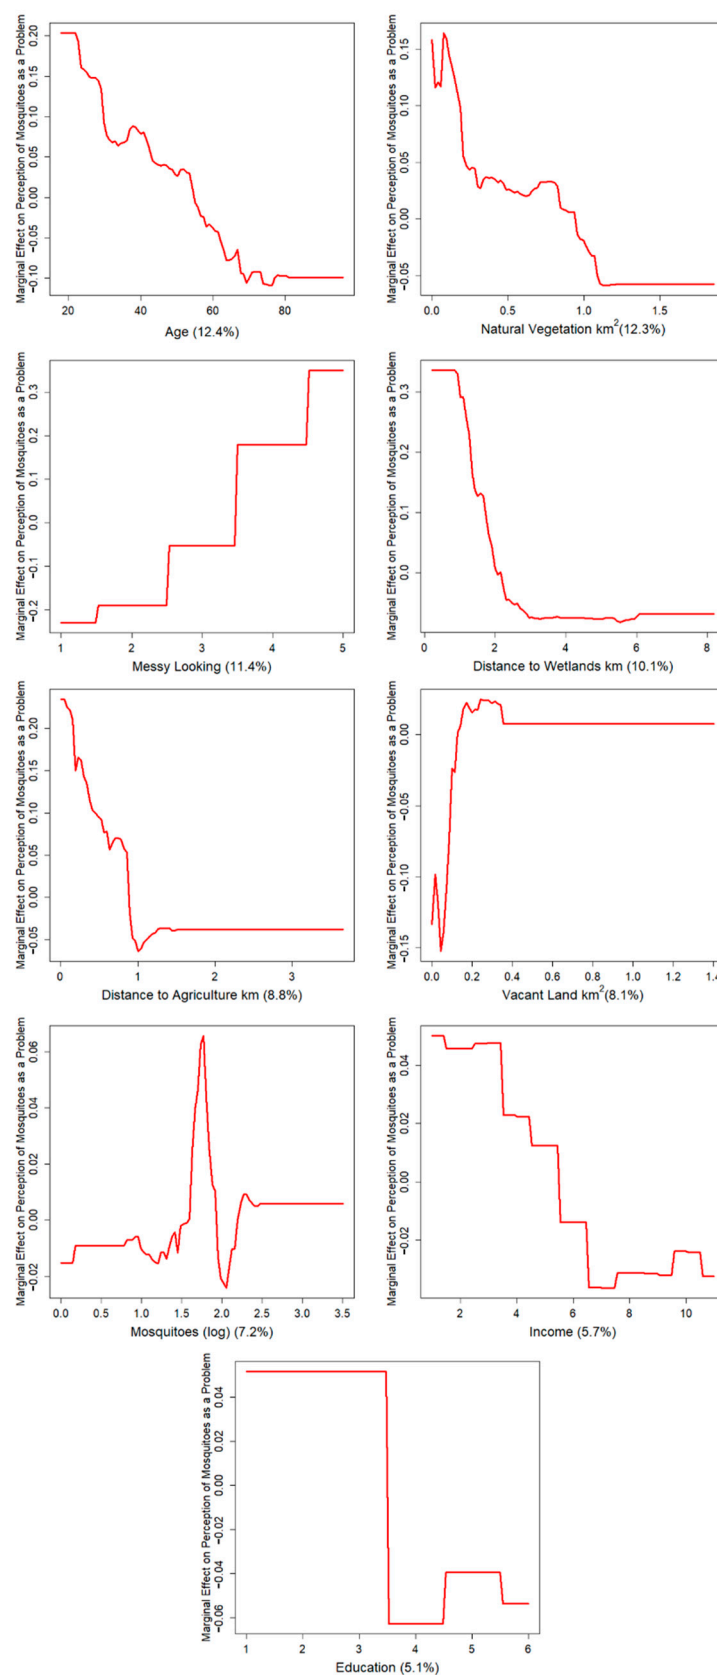 Marginal Effect on Perception of Mosquitoes as a Problem
0.20
0.15
0.10
0.05
0.00
−0.05
−0.10
20 40 60 80
Age (12.4%)
Marginal Effect on Perception of Mosquitoes as a Problem
0.15
0.10
0.05
0.00
−0.05
0.0 0.5 1.0 1.5
Natural Vegetation km²(12.3%)
Marginal Effect on Perception of Mosquitoes as a Problem
0.3
0.2
0.0
−0.1
−0.2
1 2 3 4 5
Messy Looking (11.4%)
Marginal Effect on Perception of Mosquitoes as a Problem
0.3
0.2
0.1
0.0
0 2 4 6 8
Distance to Wetlands km (10.1%)
Marginal Effect on Perception of Mosquitoes as a Problem
0.20
0.15
0.10
0.05
0.00
−0.05
0 1 2 3
Distance to Agriculture km (8.8%)
Marginal Effect on Perception of Mosquitoes as a Problem
0.00
−0.05
−0.10
−0.15
0.0 0.2 0.4 0.6 0.8 1.0 1.2 1.4
Vacant Land km²(8.1%)
Marginal Effect on Perception of Mosquitoes as a Problem
0.06
0.04
0.02
0.00
−0.02
0.0 0.5 1.0 1.5 2.0 2.5 3.0 3.5
Mosquitoes (log) (7.2%)
Marginal Effect on Perception of Mosquitoes as a Problem
0.04
0.02
0.00
−0.02
2 4 6 8 10
Income (5.7%)
Marginal Effect on Perception of Mosquitoes as a Problem
0.04
0.02
0.00
−0.02
−0.04
−0.06
1 2 3 4 5 6
Education (5.1%)